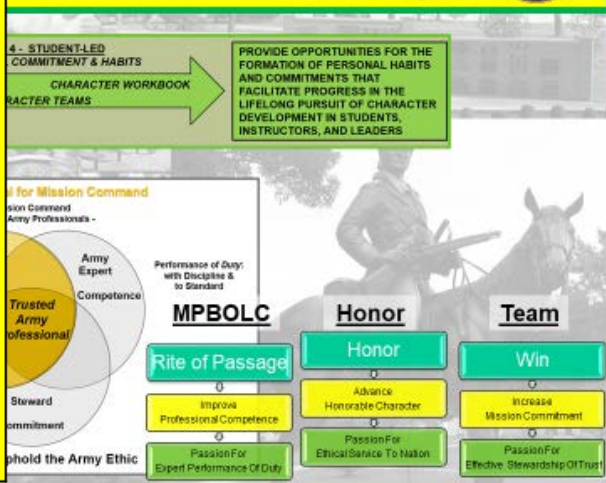 4 - STUDENT-LED
COMMITMENT & HABITS
CHARACTER WORKBOOK
RACTER TEAMS
PROVIDE OPPORTUNITIES FOR THE
FORMATION OF PERSONAL HABITS
AND COMMITMENTS THAT
FACILITATE PROGRESS IN THE
LIFELONG PURSUIT OF CHARACTER
DEVELOPMENT IN STUDENTS,
INSTRUCTORS, AND LEADERS
l for Mission Command
sion Command
Army Professionals -
Army
Expert
Competence
Trusted
Army
rofessional
Steward
ommitment
phold the Army Ethic
Performance of Duty:
with Discipline &
to Standard
MPBOLC
Rite of Passage
Improve
Professional Competence
Passion For
Expert Performance Of Duty
Honor
Honor
Advance
Honorable Character
Passion For
Ethical Service To Nation
Team
Win
Increase
Mission Commitment
Passion For
Effective Stewardship Of Trust